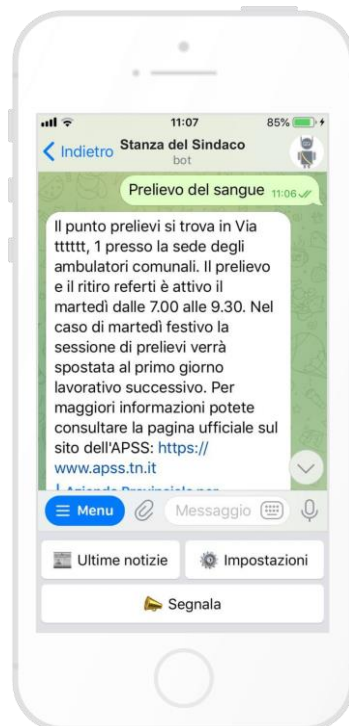 11:07
85%
Indietro
Stanza del Sindaco
bot
Prelievo del sangue 11:06
Il punto prelievi si trova in Via
tttttt, 1 presso la sede degli
ambulatori comunali. Il prelievo
e il ritiro referti è attivo il
martedì dalle 7.00 alle 9.30. Nel
caso di martedì festivo la
sessione di prelievi verrà
spostata al primo giorno
lavorativo successivo. Per
maggiori informazioni potete
consultare la pagina ufficiale sul
sito dell'APSS: https://
www.apss.tn.it
Menu
Messaggio
Ultime notizie
Impostazioni
Segnala